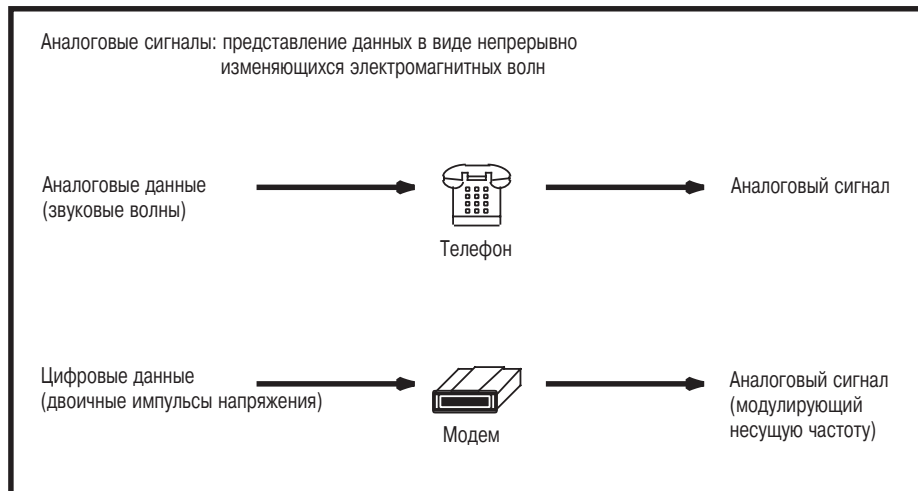 Аналоговые сигналы: представление данных в виде непрерывно
изменяющихся электромагнитных волн
Аналоговые данные
(звуковые волны)
Телефон
Аналоговый сигнал
Цифровые данные
(двоичные импульсы напряжения)
Модем
Аналоговый сигнал
(модулирующий
несущую частоту)